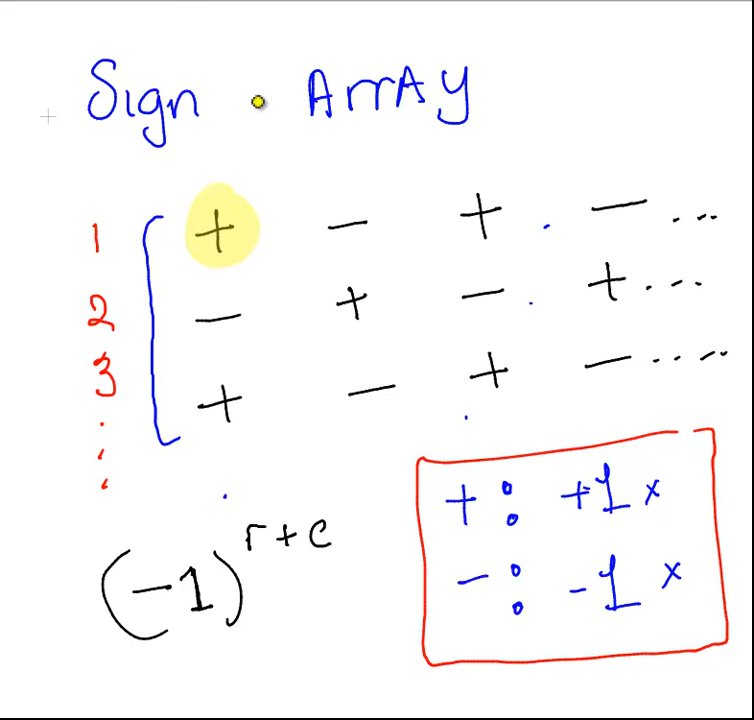 Sign • ArrAy
1 [ + − + . − ...
2 − + − . + ...
3 + − + − ....
⋮
(−1)^(r+c)
+ : +1 ×
− : −1 ×